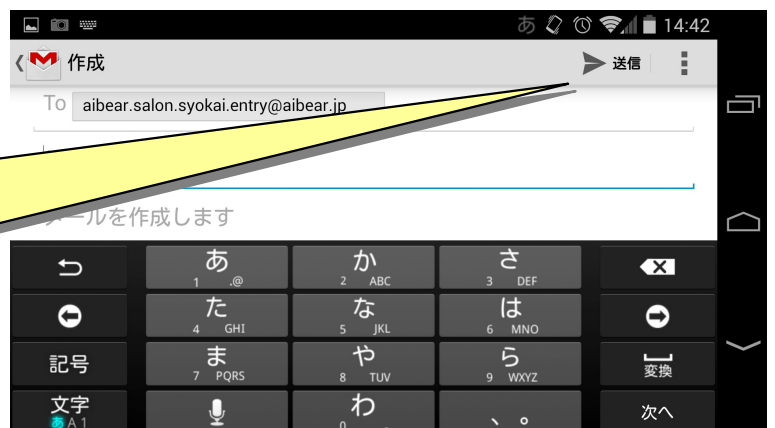 あ 14:42
作成 送信
To aibear.salon.syokai.entry@aibear.jp
メールを作成します
あ か さ
1 .@ 2 ABC 3 DEF
た な は
4 GHI 5 JKL 6 MNO
記号 ま や ら 変換
7 PQRS 8 TUV 9 WXYZ
文字 わ 、。 次へ
あA1 0